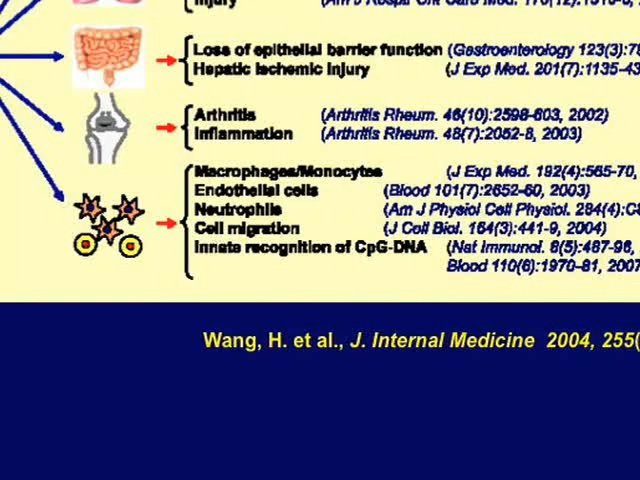 Injury
Loss of epithelial barrier function (Gastroenterology 123(3):78
Hepatic ischemic injury (J Exp Med. 201(7):1135-43
Arthritis (Arthritis Rheum. 46(10):2598-603, 2002)
Inflammation (Arthritis Rheum. 48(7):2052-8, 2003)
Macrophages/Monocytes (J Exp Med. 192(4):565-70,
Endothelial cells (Blood 101(7):2652-60, 2003)
Neutrophils (Am J Physiol Cell Physiol. 284(4):C8
Cell migration (J Cell Biol. 164(3):441-9, 2004)
Innate recognition of CpG-DNA (Nat Immunol. 8(5):487-96,
Blood 110(6):1970-81, 2007
Wang, H. et al., J. Internal Medicine 2004, 255(